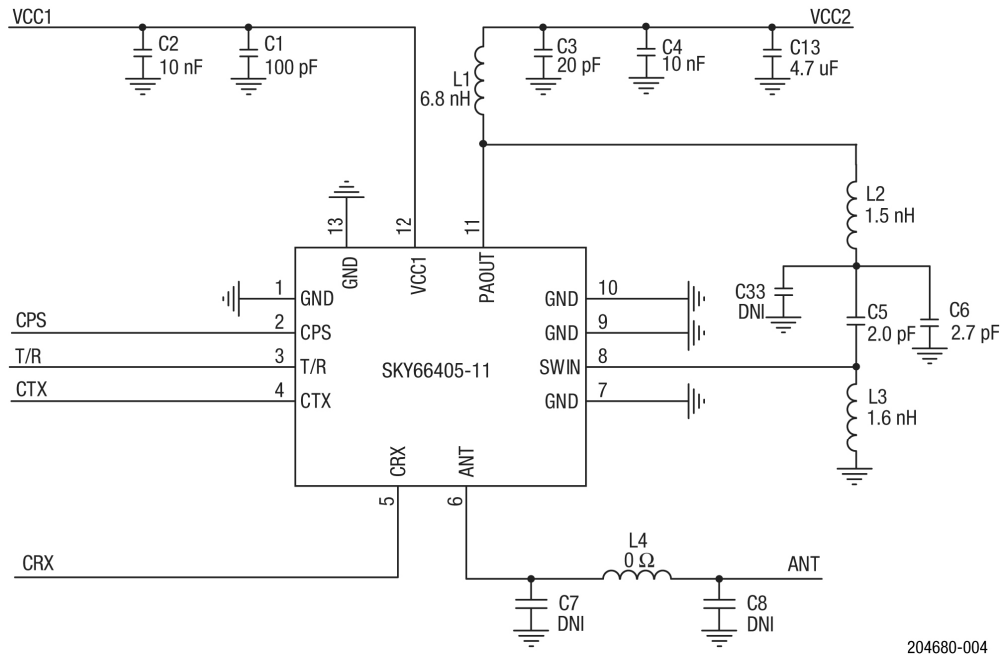 VCC1
VCC2
C2
10 nF
C1
100 pF
C3
20 pF
C4
10 nF
C13
4.7 uF
L1
6.8 nH
L2
1.5 nH
13
12
11
GND
VCC1
PAOUT
1
GND
CPS
2
CPS
T/R
3
T/R
CTX
4
CTX
SKY66405-11
GND
10
GND
9
SWIN
8
GND
7
C33
DNI
C5
2.0 pF
C6
2.7 pF
L3
1.6 nH
CRX
ANT
5
6
CRX
L4
0 Ω
ANT
C7
DNI
C8
DNI
204680-004